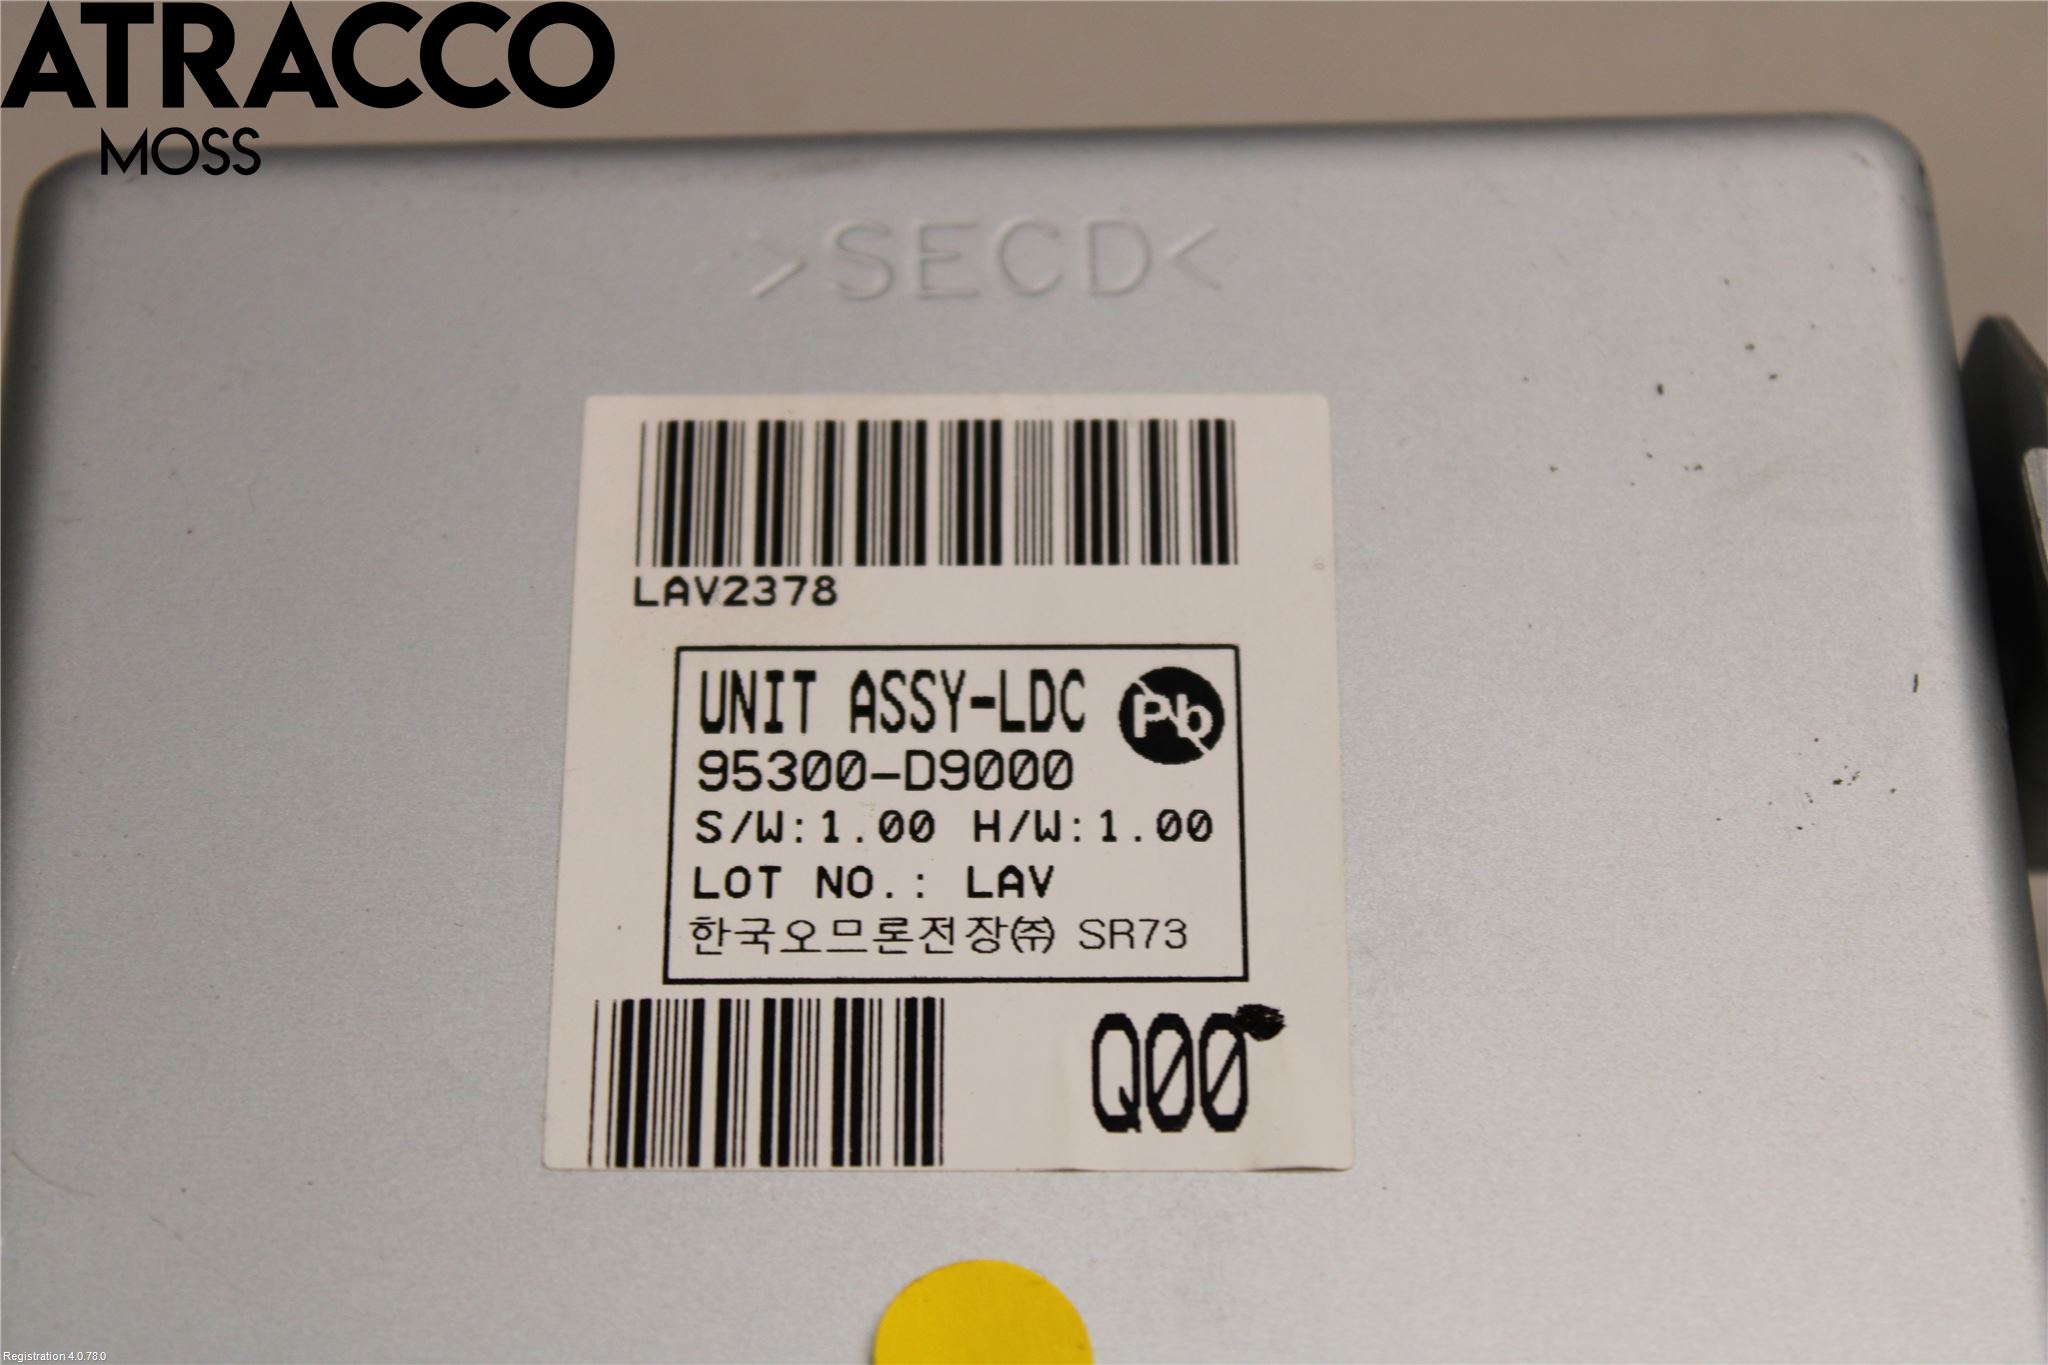 ATRACCO
MOSS
>SECD<
LAV2378
UNIT ASSY-LDC
Pb
95300-D9000
S/W:1.00 H/W:1.00
LOT NO.: LAV
한국오므론전장㈜ SR73
Q00
Registration 4.0.78.0